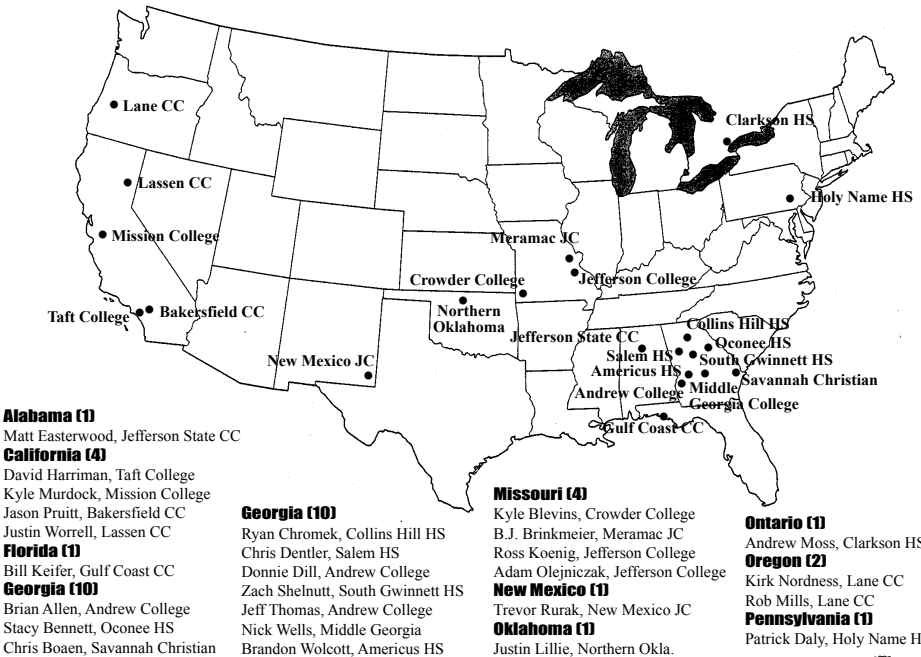 Clarkson HS
Lane CC
Lassen CC
Holy Name HS
Mission College
Meramac JC
Jefferson College
Crowder College
Taft College
Bakersfield CC
Northern
Oklahoma
Collins Hill HS
Jefferson State CC
Oconee HS
Salem HS
South Gwinnett HS
New Mexico JC
Americus HS
Savannah Christian
Andrew College
Middle
Georgia College
Gulf Coast CC
Alabama (1)
Matt Easterwood, Jefferson State CC
California (4)
David Harriman, Taft College
Kyle Murdock, Mission College
Jason Pruitt, Bakersfield CC
Justin Worrell, Lassen CC
Florida (1)
Bill Keifer, Gulf Coast CC
Georgia (10)
Brian Allen, Andrew College
Stacy Bennett, Oconee HS
Chris Boaen, Savannah Christian
Georgia (10)
Ryan Chromek, Collins Hill HS
Chris Dentler, Salem HS
Donnie Dill, Andrew College
Zach Shelnutt, South Gwinnett HS
Jeff Thomas, Andrew College
Nick Wells, Middle Georgia
Brandon Wolcott, Americus HS
Missouri (4)
Kyle Blevins, Crowder College
B.J. Brinkmeier, Meramac JC
Ross Koenig, Jefferson College
Adam Olejniczak, Jefferson College
New Mexico (1)
Trevor Rurak, New Mexico JC
Oklahoma (1)
Justin Lillie, Northern Okla.
Ontario (1)
Andrew Moss, Clarkson HS
Oregon (2)
Kirk Nordness, Lane CC
Rob Mills, Lane CC
Pennsylvania (1)
Patrick Daly, Holy Name H